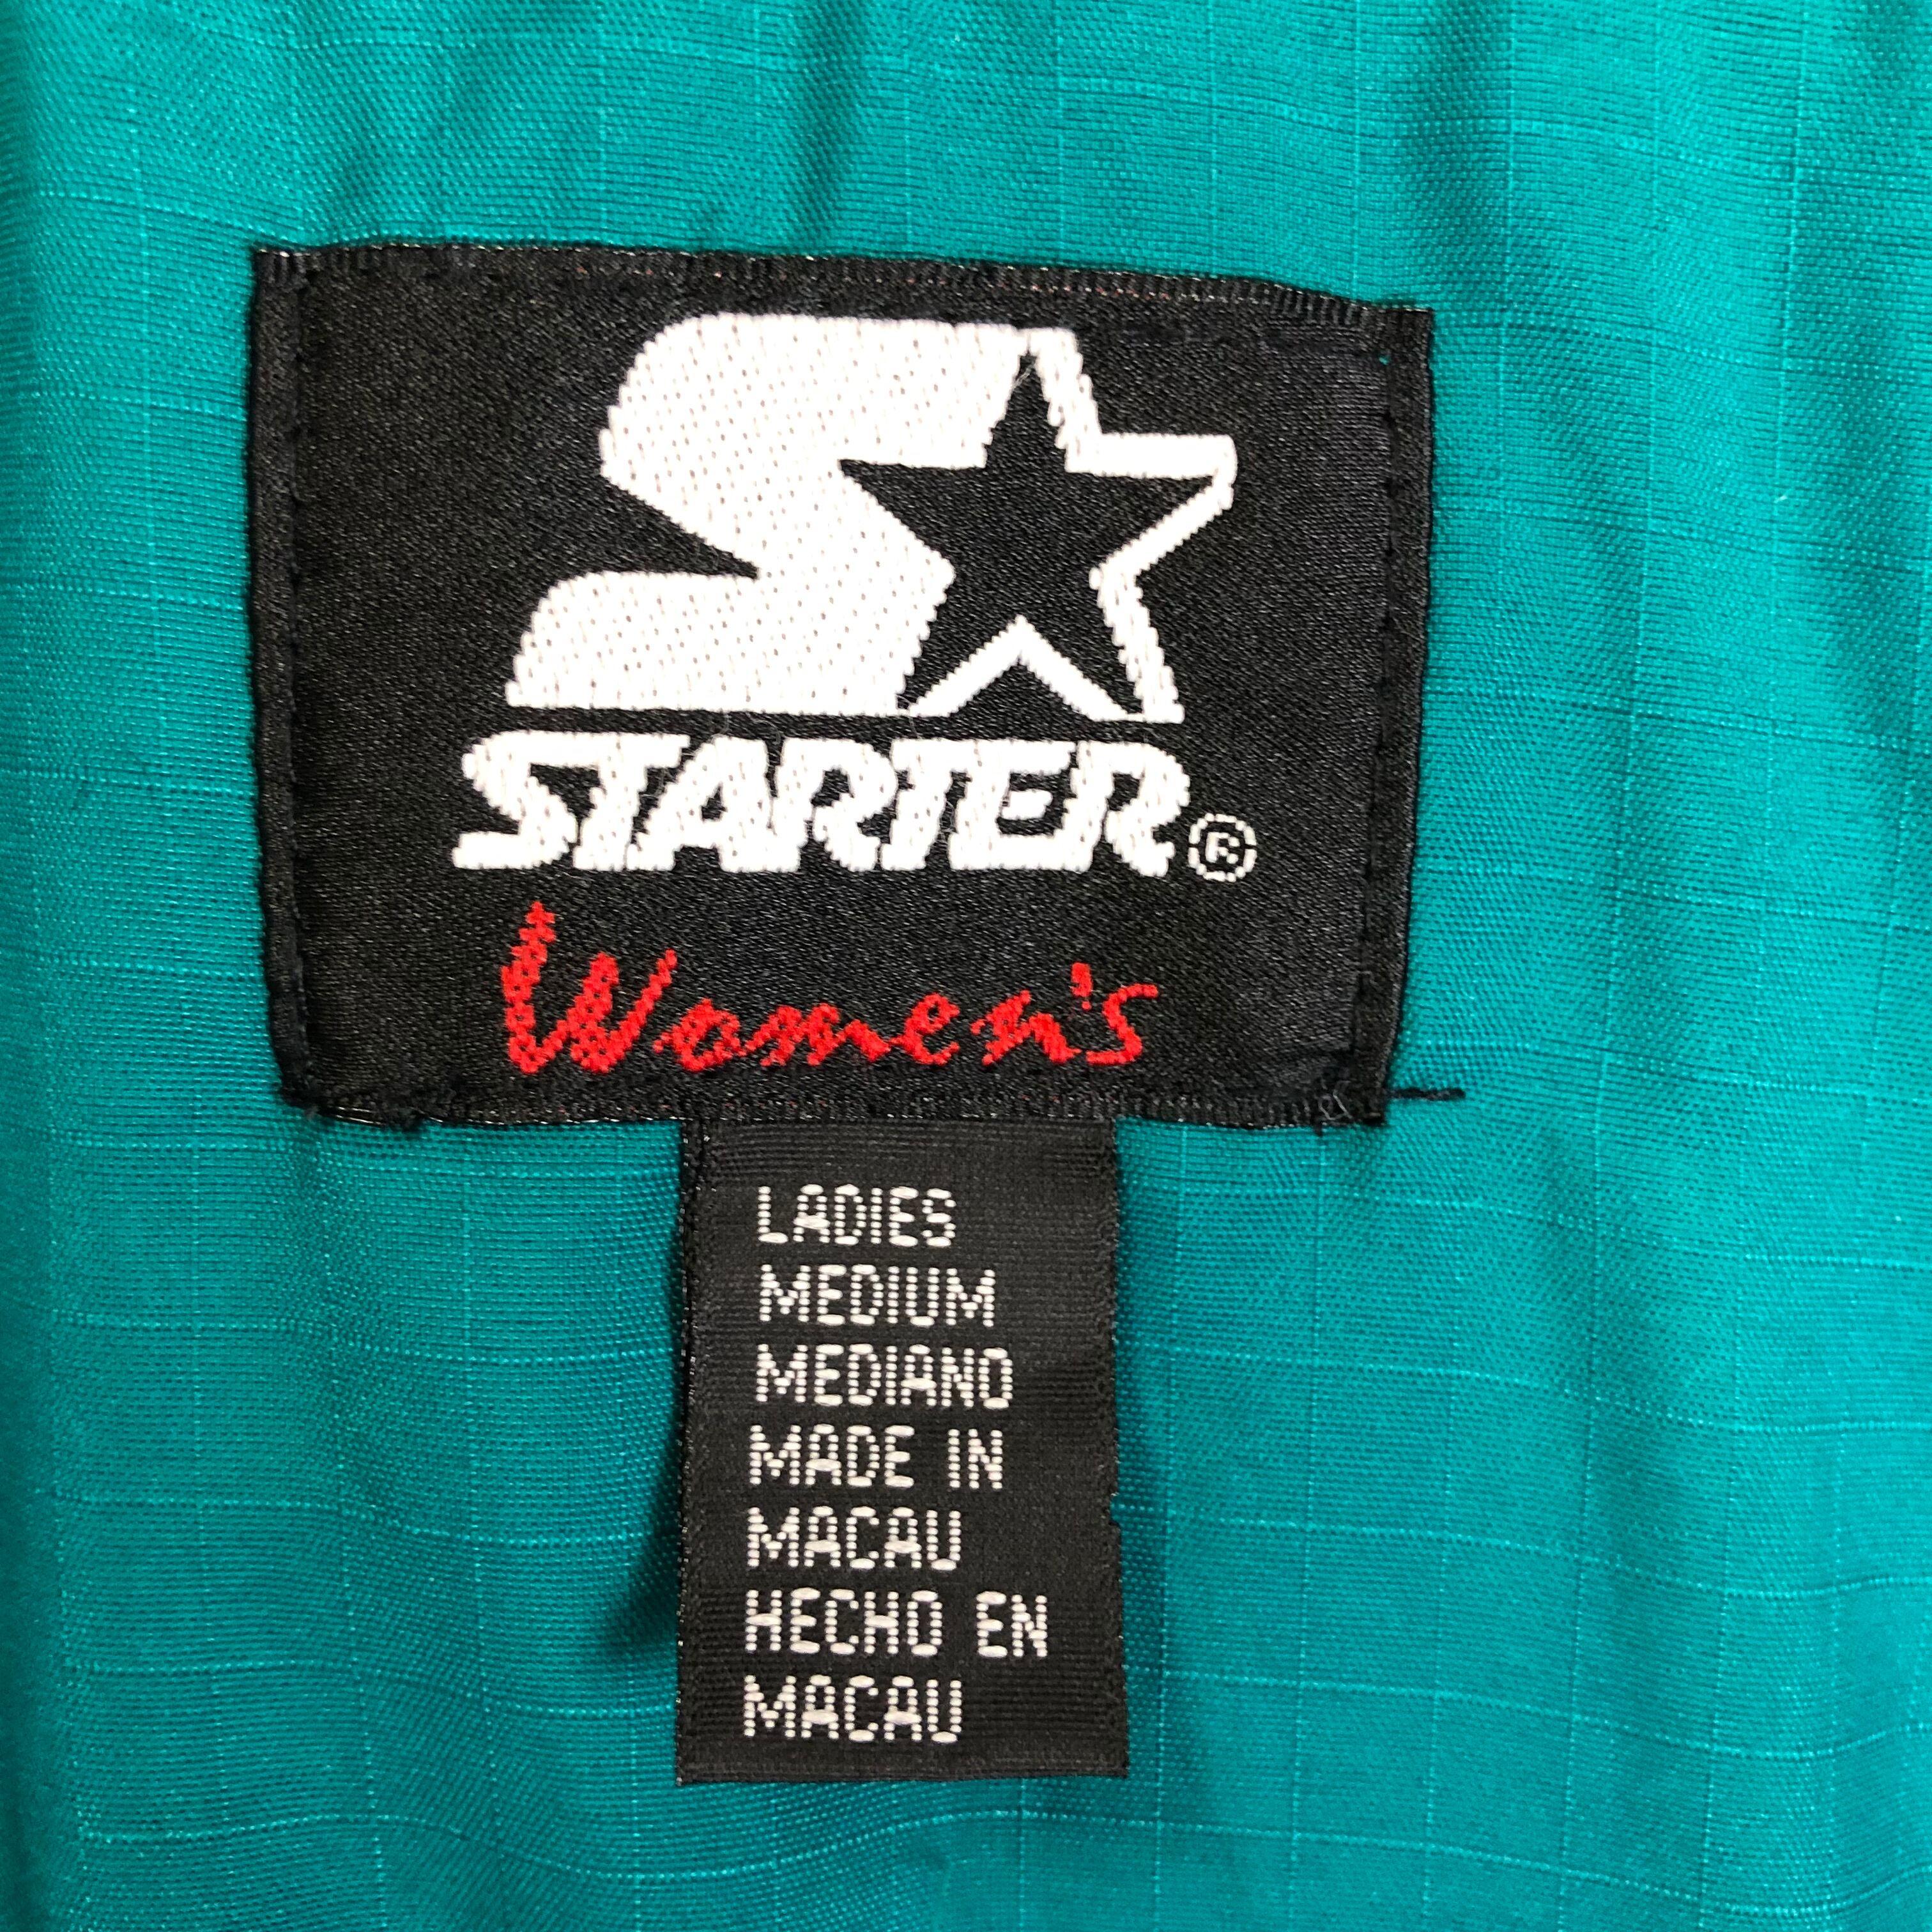 STARTER®
Women's
LADIES
MEDIUM
MEDIANO
MADE IN
MACAU
HECHO EN
MACAU